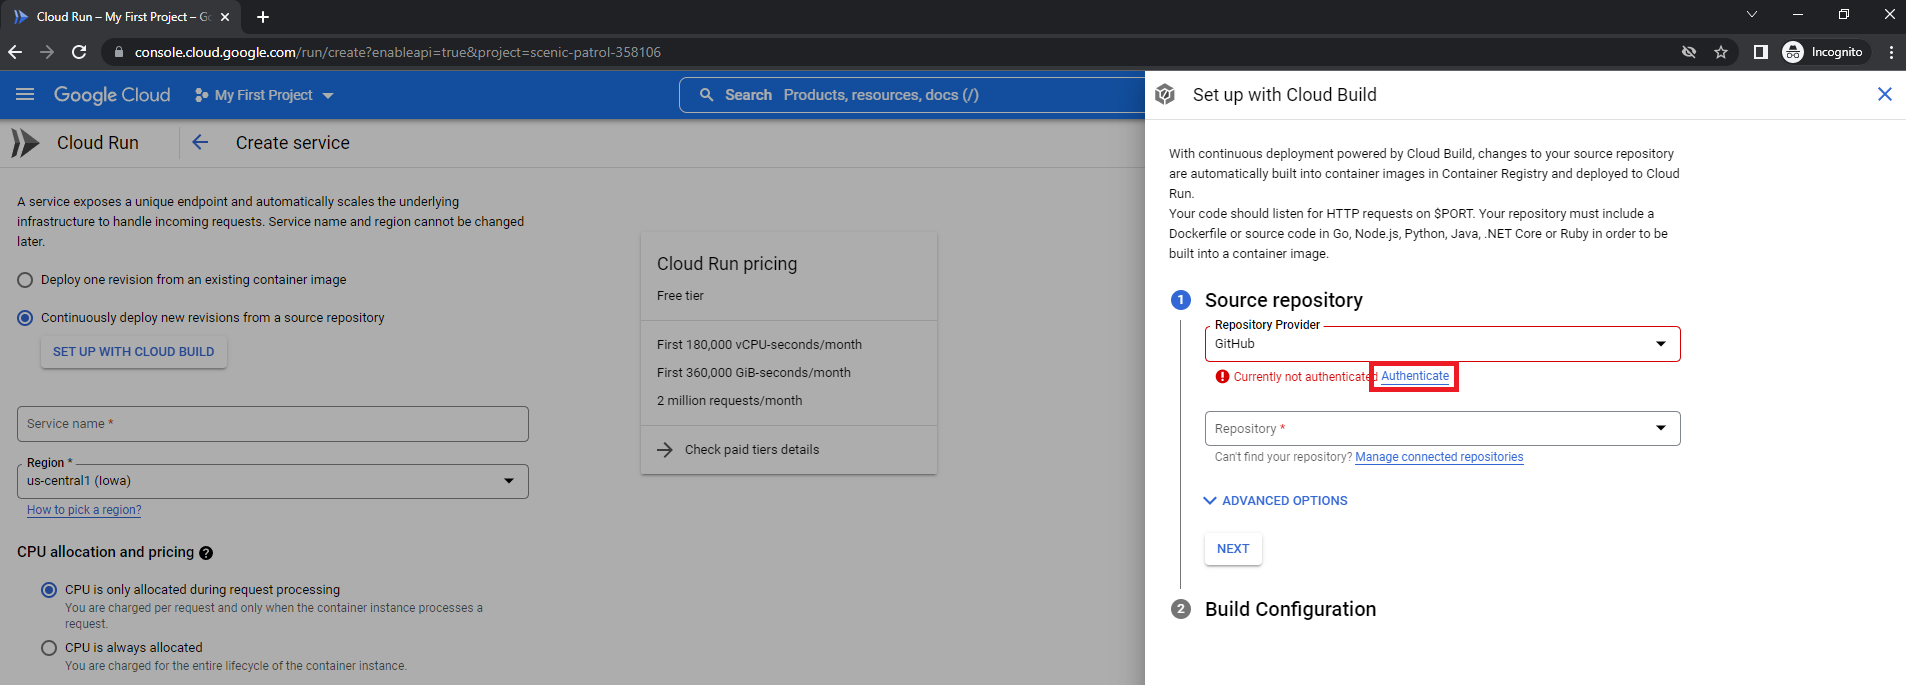 Cloud Run – My First Project – Go
console.cloud.google.com/run/create?enableapi=true&project=scenic-patrol-358106
Incognito
Google Cloud
My First Project
Search Products, resources, docs (/)
Cloud Run
Create service
A service exposes a unique endpoint and automatically scales the underlying
infrastructure to handle incoming requests. Service name and region cannot be changed
later.
Deploy one revision from an existing container image
Continuously deploy new revisions from a source repository
SET UP WITH CLOUD BUILD
Service name *
Region *
us-central1 (Iowa)
How to pick a region?
CPU allocation and pricing ?
CPU is only allocated during request processing
You are charged per request and only when the container instance processes a
request.
CPU is always allocated
You are charged for the entire lifecycle of the container instance.
Cloud Run pricing
Free tier
First 180,000 vCPU-seconds/month
First 360,000 GiB-seconds/month
2 million requests/month
Check paid tiers details
Set up with Cloud Build
With continuous deployment powered by Cloud Build, changes to your source repository
are automatically built into container images in Container Registry and deployed to Cloud
Run.
Your code should listen for HTTP requests on $PORT. Your repository must include a
Dockerfile or source code in Go, Node.js, Python, Java, .NET Core or Ruby in order to be
built into a container image.
1 Source repository
Repository Provider
GitHub
Currently not authenticated Authenticate
Repository *
Can't find your repository? Manage connected repositories
ADVANCED OPTIONS
NEXT
2 Build Configuration